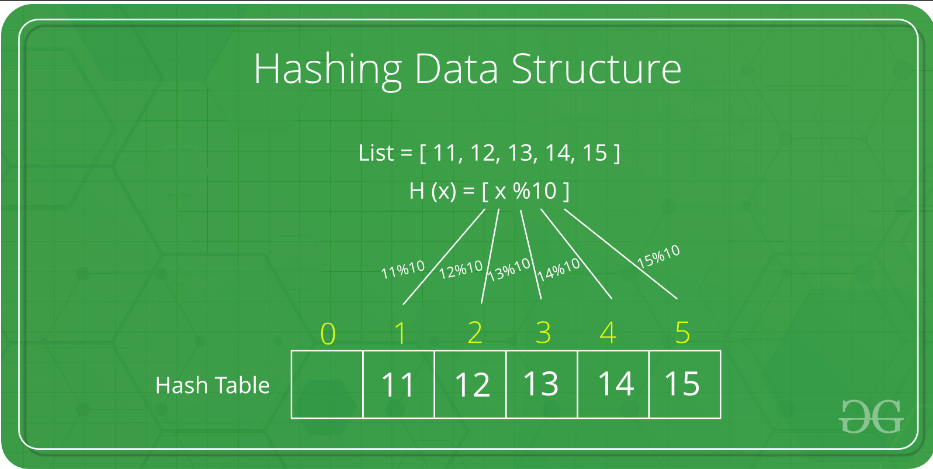 Hashing Data Structure
List = [ 11, 12, 13, 14, 15 ]
H (x) = [ x %10 ]
11%10 12%10 13%10 14%10 15%10
0 1 2 3 4 5
Hash Table 11 12 13 14 15